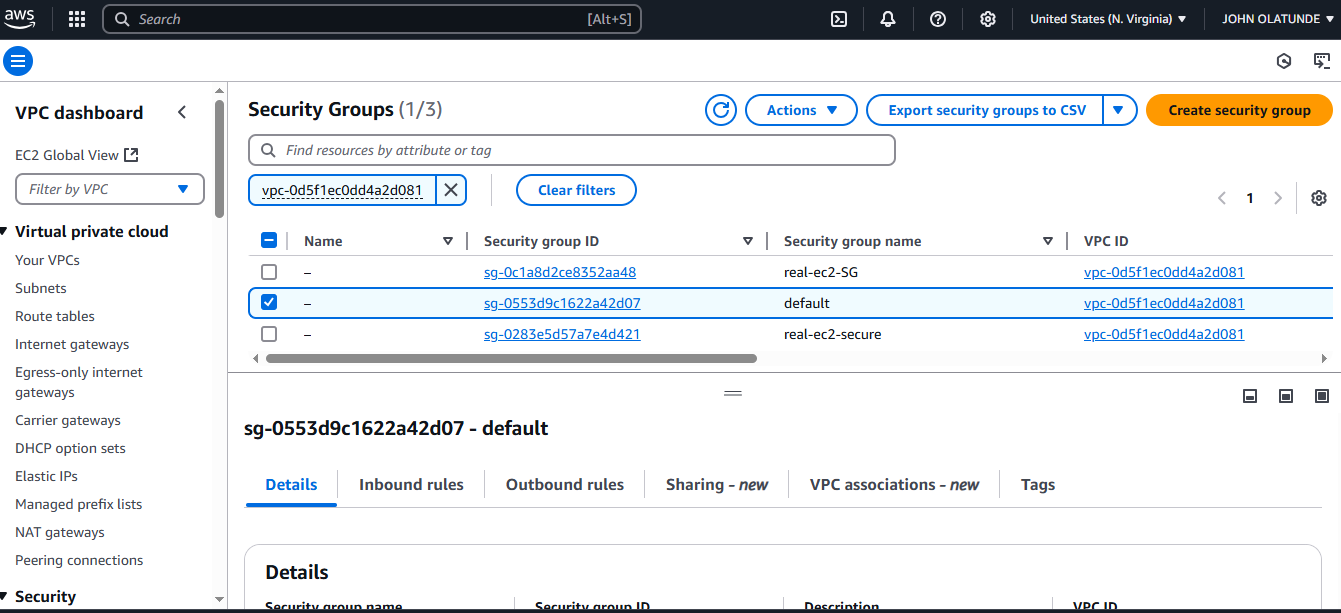 aws Search [Alt+S] United States (N. Virginia) JOHN OLATUNDE
VPC dashboard
EC2 Global View
Filter by VPC
Virtual private cloud
Your VPCs
Subnets
Route tables
Internet gateways
Egress-only internet
gateways
Carrier gateways
DHCP option sets
Elastic IPs
Managed prefix lists
NAT gateways
Peering connections
Security
Security Groups (1/3) Actions Export security groups to CSV Create security group
Find resources by attribute or tag
vpc-0d5f1ec0dd4a2d081 Clear filters 1
Name Security group ID Security group name VPC ID
– sg-0c1a8d2ce8352aa48 real-ec2-SG vpc-0d5f1ec0dd4a2d081
– sg-0553d9c1622a42d07 default vpc-0d5f1ec0dd4a2d081
– sg-0283e5d57a7e4d421 real-ec2-secure vpc-0d5f1ec0dd4a2d081
sg-0553d9c1622a42d07 - default
Details Inbound rules Outbound rules Sharing - new VPC associations - new Tags
Details
Security group name Security group ID Description VPC ID